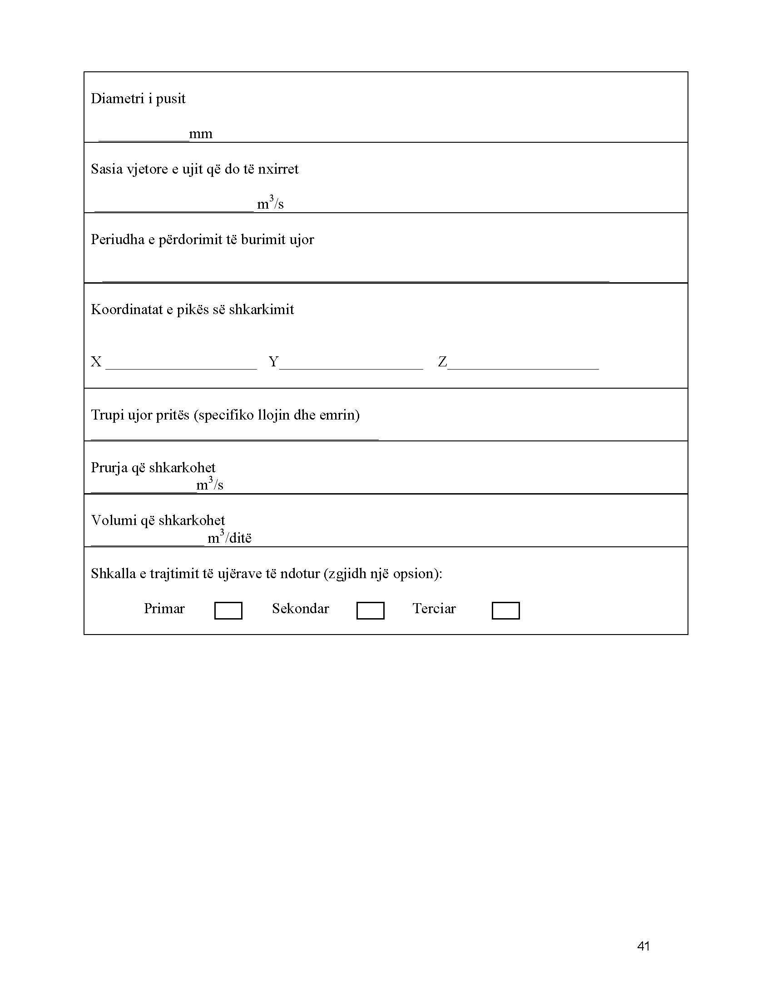 Diametri i pusit
____________mm
Sasia vjetore e ujit që do të nxirret
_____________________ m³/s
Periudha e përdorimit të burimit ujor
___________________________________________________________________
Koordinatat e pikës së shkarkimit
X ____________________ Y___________________ Z____________________
Trupi ujor pritës (specifiko llojin dhe emrin)
______________________________________
Prurja që shkarkohet
______________m³/s
Volumi që shkarkohet
_______________ m³/ditë
Shkalla e trajtimit të ujërave të ndotur (zgjidh një opsion):
Primar Sekondar Terciar
41